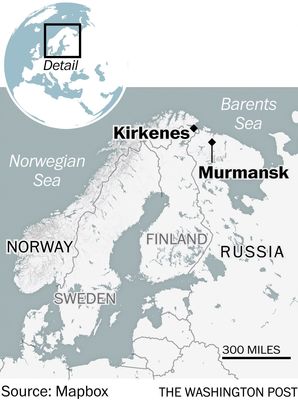 Detail
Barents
Sea
Kirkenes
Norwegian
Sea
Murmansk
NORWAY
FINLAND
RUSSIA
SWEDEN
300 MILES
Source: Mapbox
THE WASHINGTON POST